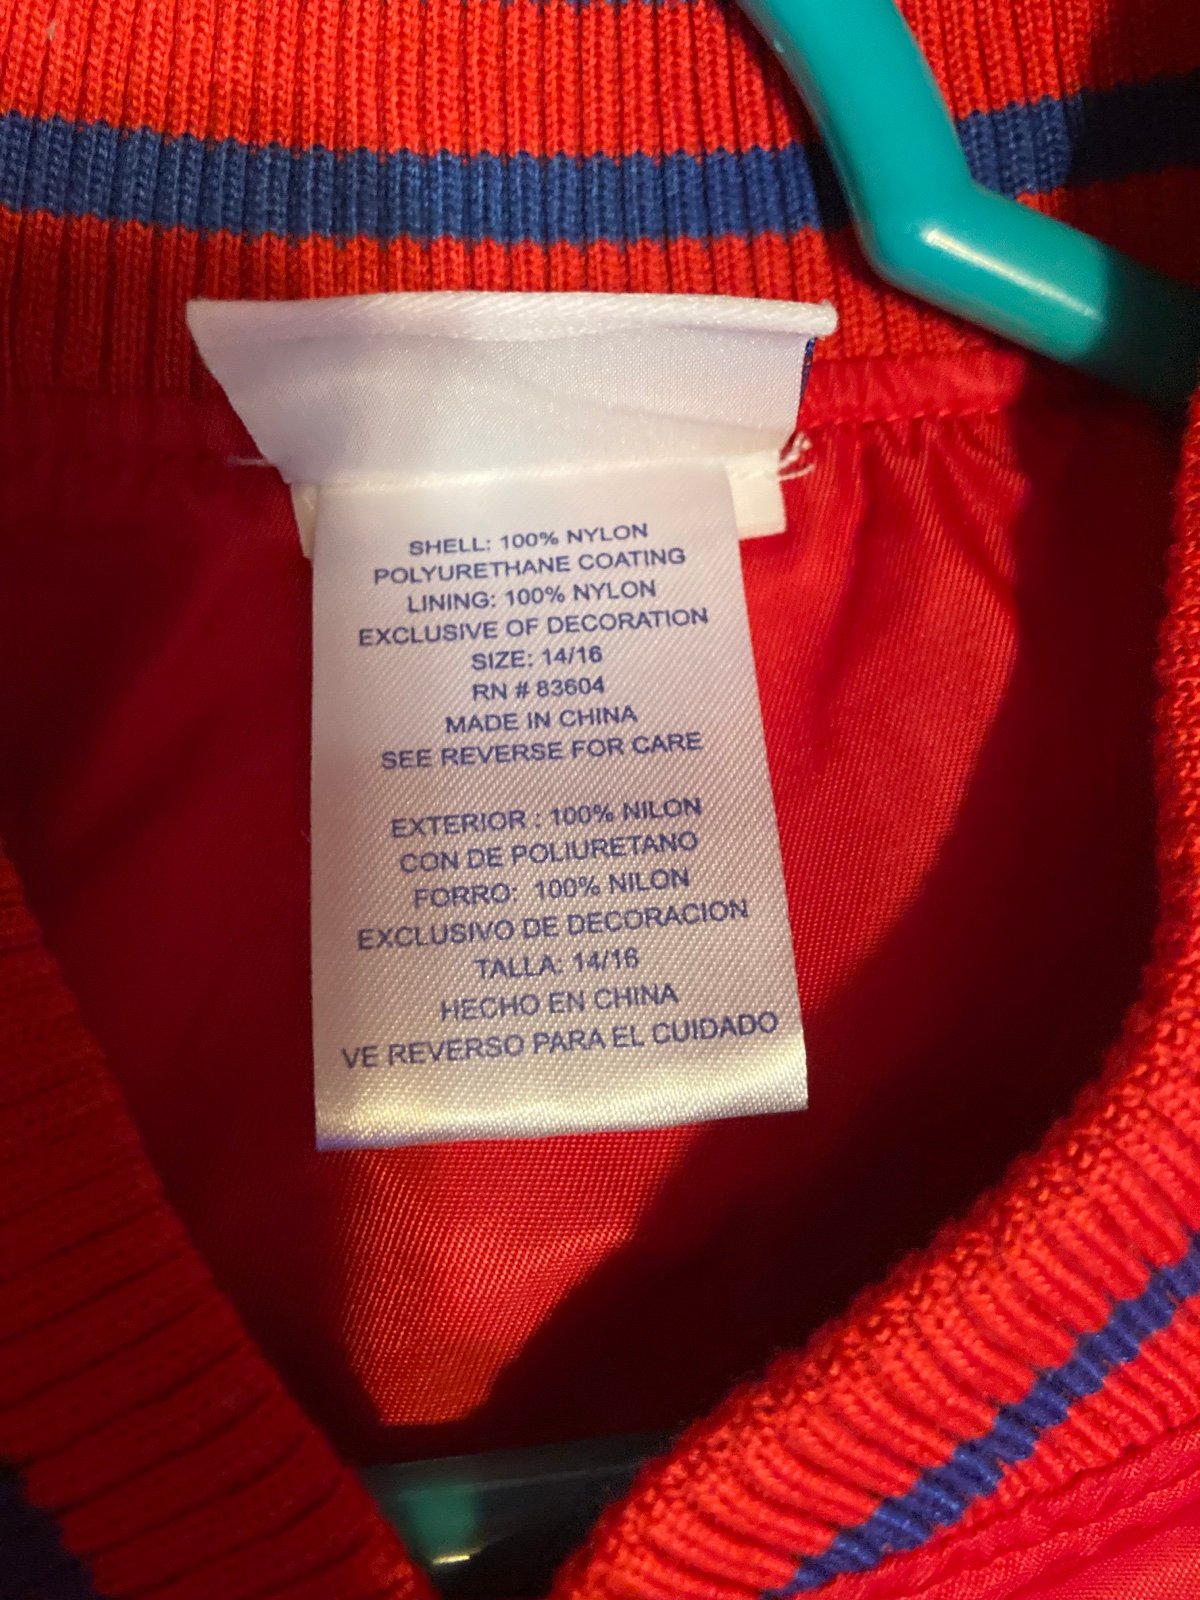 SHELL: 100% NYLON
POLYURETHANE COATING
LINING: 100% NYLON
EXCLUSIVE OF DECORATION
SIZE: 14/16
RN # 83604
MADE IN CHINA
SEE REVERSE FOR CARE
EXTERIOR : 100% NILON
CON DE POLIURETANO
FORRO: 100% NILON
EXCLUSIVO DE DECORACION
TALLA: 14/16
HECHO EN CHINA
VE REVERSO PARA EL CUIDADO